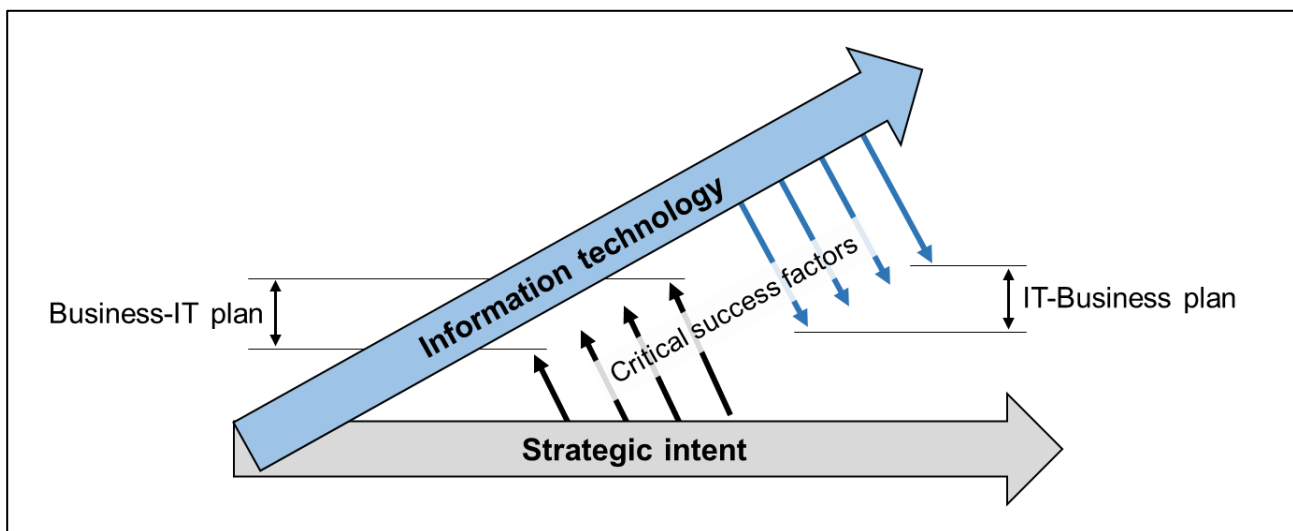 Information technology
Critical success factors
Business-IT plan
IT-Business plan
Strategic intent